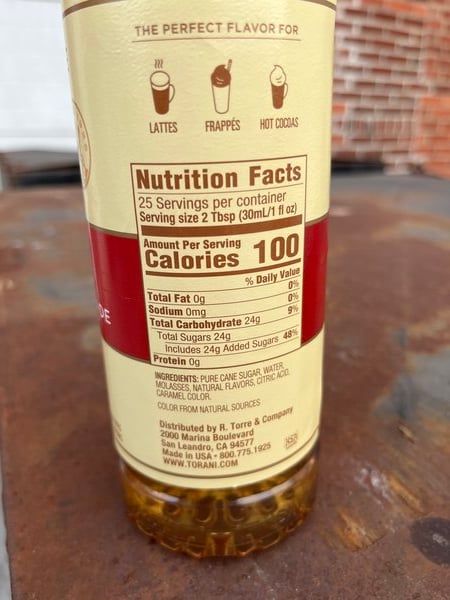 THE PERFECT FLAVOR FOR
LATTES FRAPPÉS HOT COCOAS
Nutrition Facts
25 Servings per container
Serving size 2 Tbsp (30mL/1 fl oz)
Amount Per Serving
Calories 100
% Daily Value
Total Fat 0g 0%
Sodium 0mg 0%
Total Carbohydrate 24g 9%
Total Sugars 24g
Includes 24g Added Sugars 48%
Protein 0g
INGREDIENTS: PURE CANE SUGAR, WATER,
MOLASSES, NATURAL FLAVORS, CITRIC ACID,
CARAMEL COLOR.
COLOR FROM NATURAL SOURCES
Distributed by R. Torre & Company
2000 Marina Boulevard
San Leandro, CA 94577
Made in USA • 800.775.1925
WWW.TORANI.COM
DE